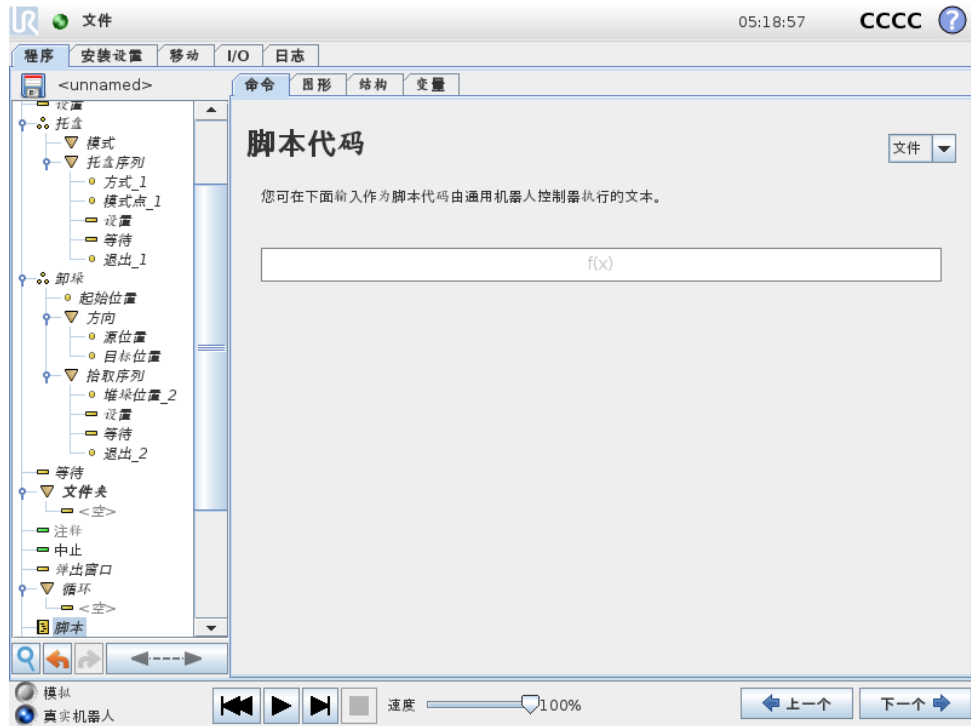 UR 文件 05:18:57 CCCC ?
程序 安装设置 移动 I/O 日志
<unnamed> 命令 图形 结构 变量
设置
托盘
模式
托盘序列
方式_1
模式点_1
设置
等待
退出_1
卸垛
起始位置
方向
源位置
目标位置
拾取序列
堆垛位置_2
设置
等待
退出_2
等待
文件夹
<空>
注释
中止
弹出窗口
循环
<空>
脚本
脚本代码
文件
您可在下面输入作为脚本代码由通用机器人控制器执行的文本。
f(x)
模拟
真实机器人
速度 100%
上一个 下一个